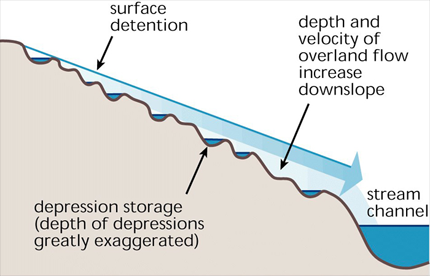 surface
detention
depth and
velocity of
overland flow
increase
downslope
depression storage
(depth of depressions
greatly exaggerated)
stream
channel